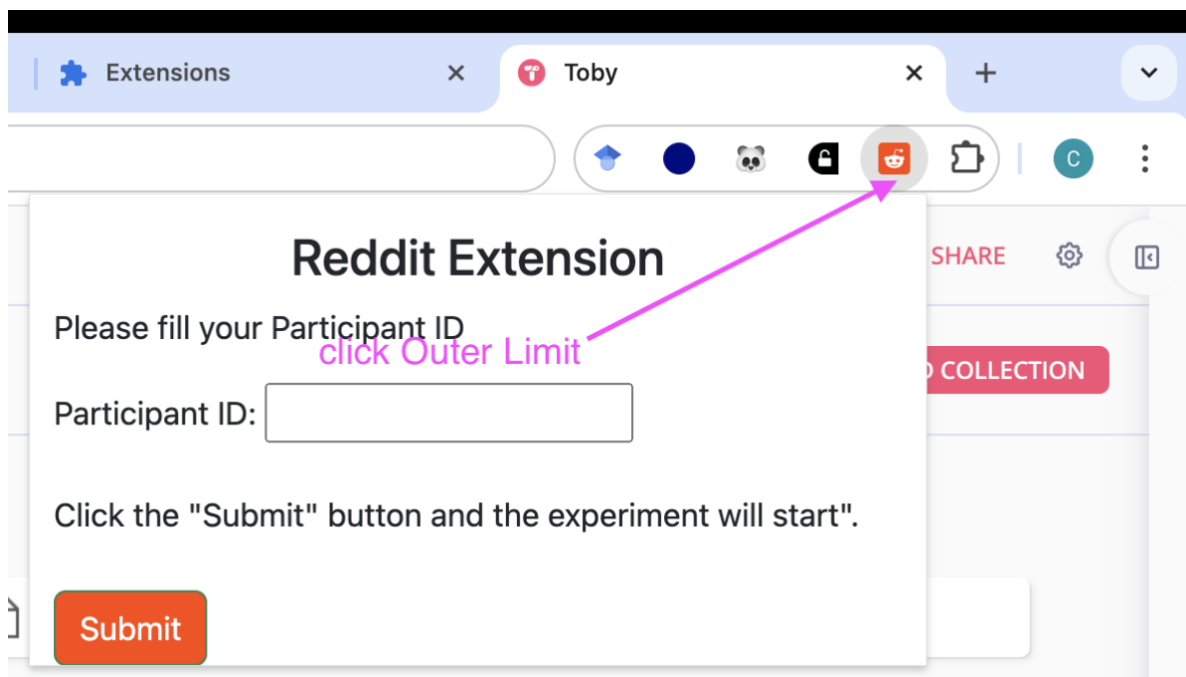 Extensions
Toby
C
Reddit Extension
SHARE
Please fill your Participant ID
click Outer Limit
COLLECTION
Participant ID:
Click the "Submit" button and the experiment will start".
Submit